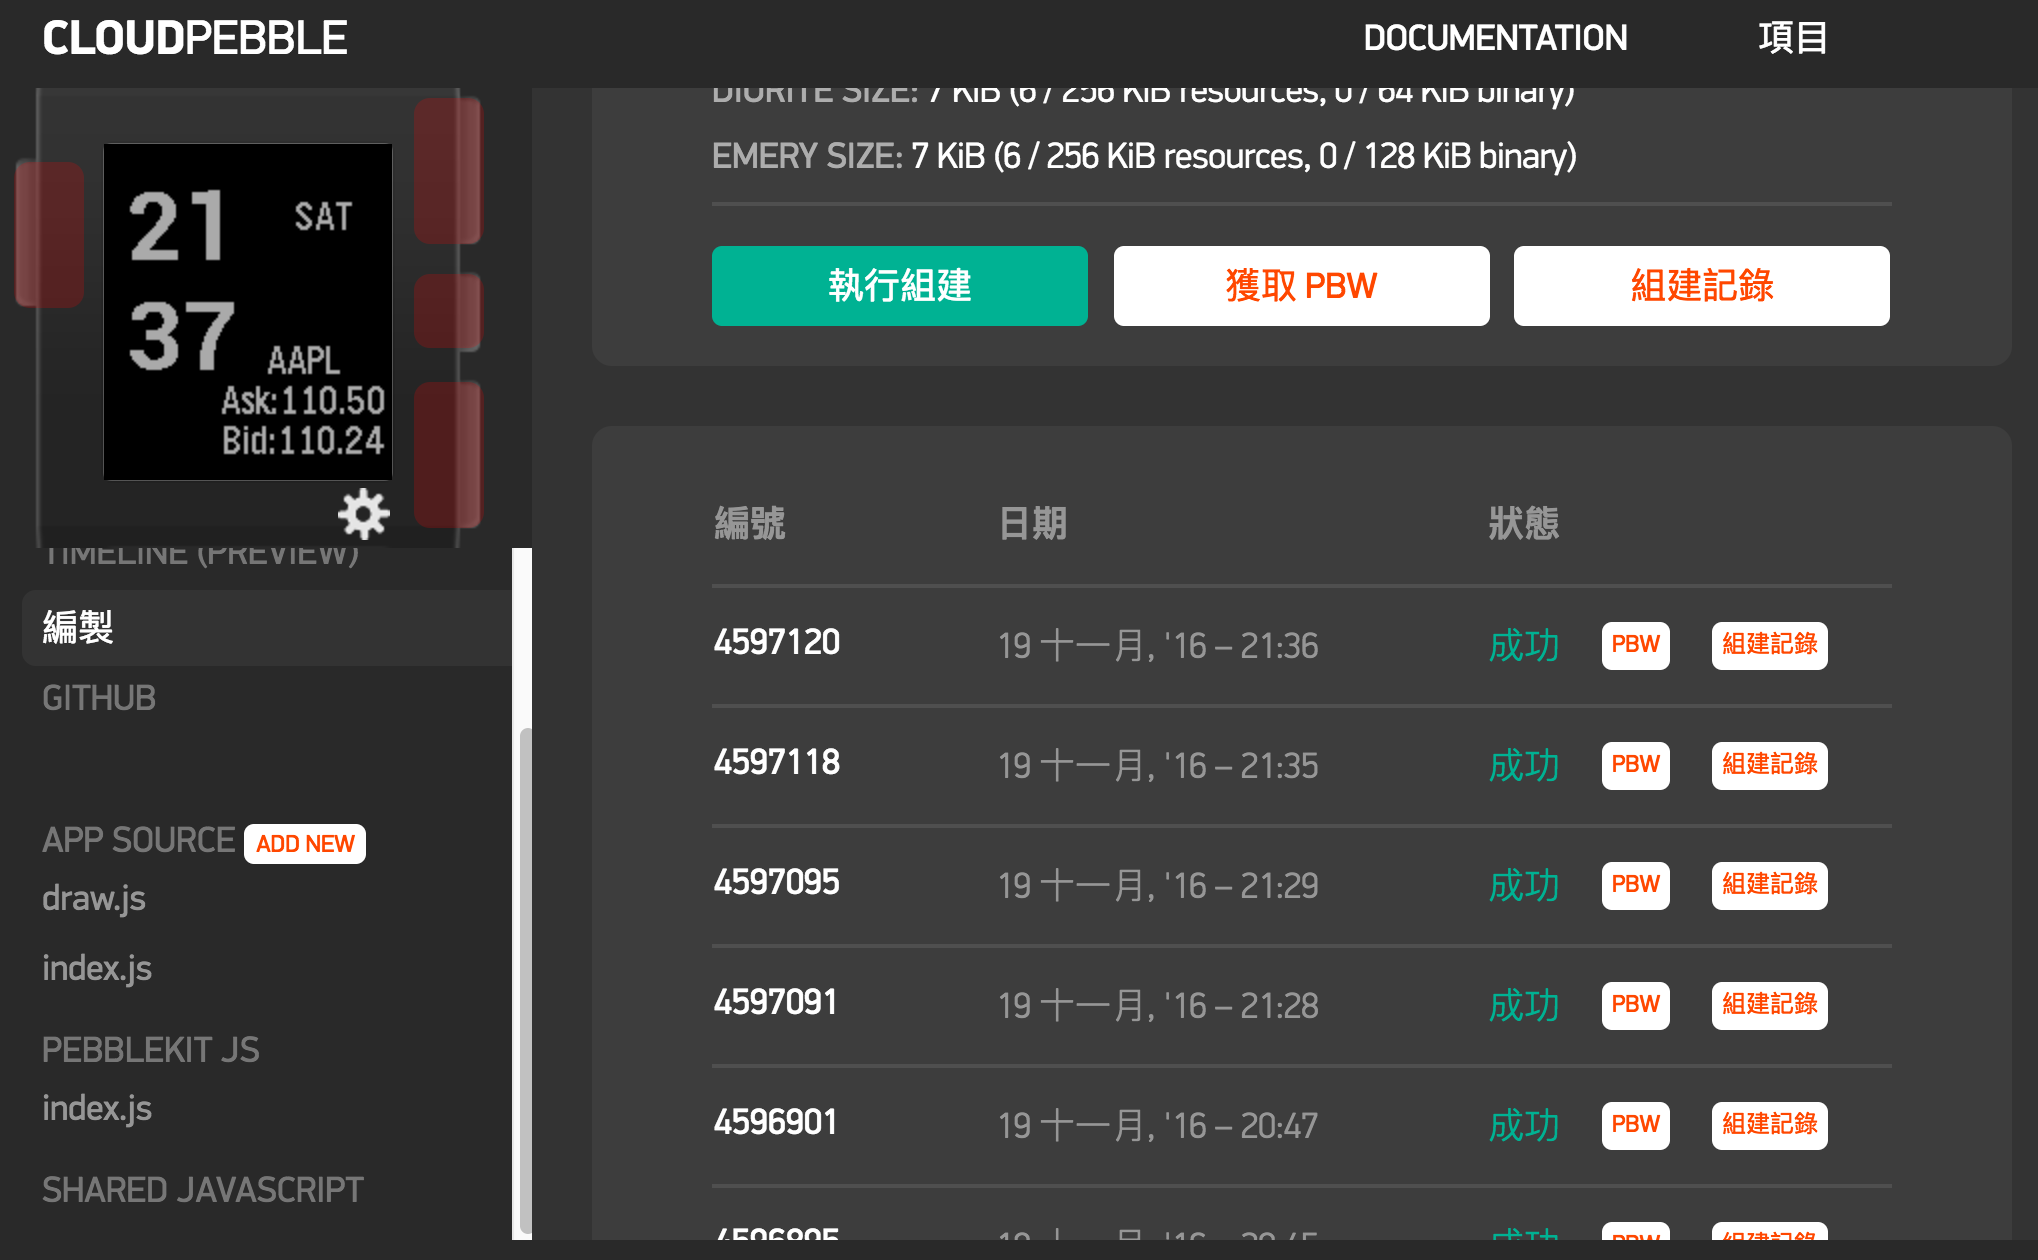 CLOUDPEBBLE DOCUMENTATION 項目
21 SAT
37 AAPL
Ask:110.50
Bid:110.24
TIMELINE (PREVIEW)
編製
GITHUB
APP SOURCE ADD NEW
draw.js
index.js
PEBBLEKIT JS
index.js
SHARED JAVASCRIPT
DIORITE SIZE: 7 KiB (6 / 256 KiB resources, 0 / 64 KiB binary)
EMERY SIZE: 7 KiB (6 / 256 KiB resources, 0 / 128 KiB binary)
執行組建 獲取 PBW 組建記錄
編號 日期 狀態
4597120 19 十一月, '16 – 21:36 成功 PBW 組建記錄
4597118 19 十一月, '16 – 21:35 成功 PBW 組建記錄
4597095 19 十一月, '16 – 21:29 成功 PBW 組建記錄
4597091 19 十一月, '16 – 21:28 成功 PBW 組建記錄
4596901 19 十一月, '16 – 20:47 成功 PBW 組建記錄
成功 PBW 組建記錄